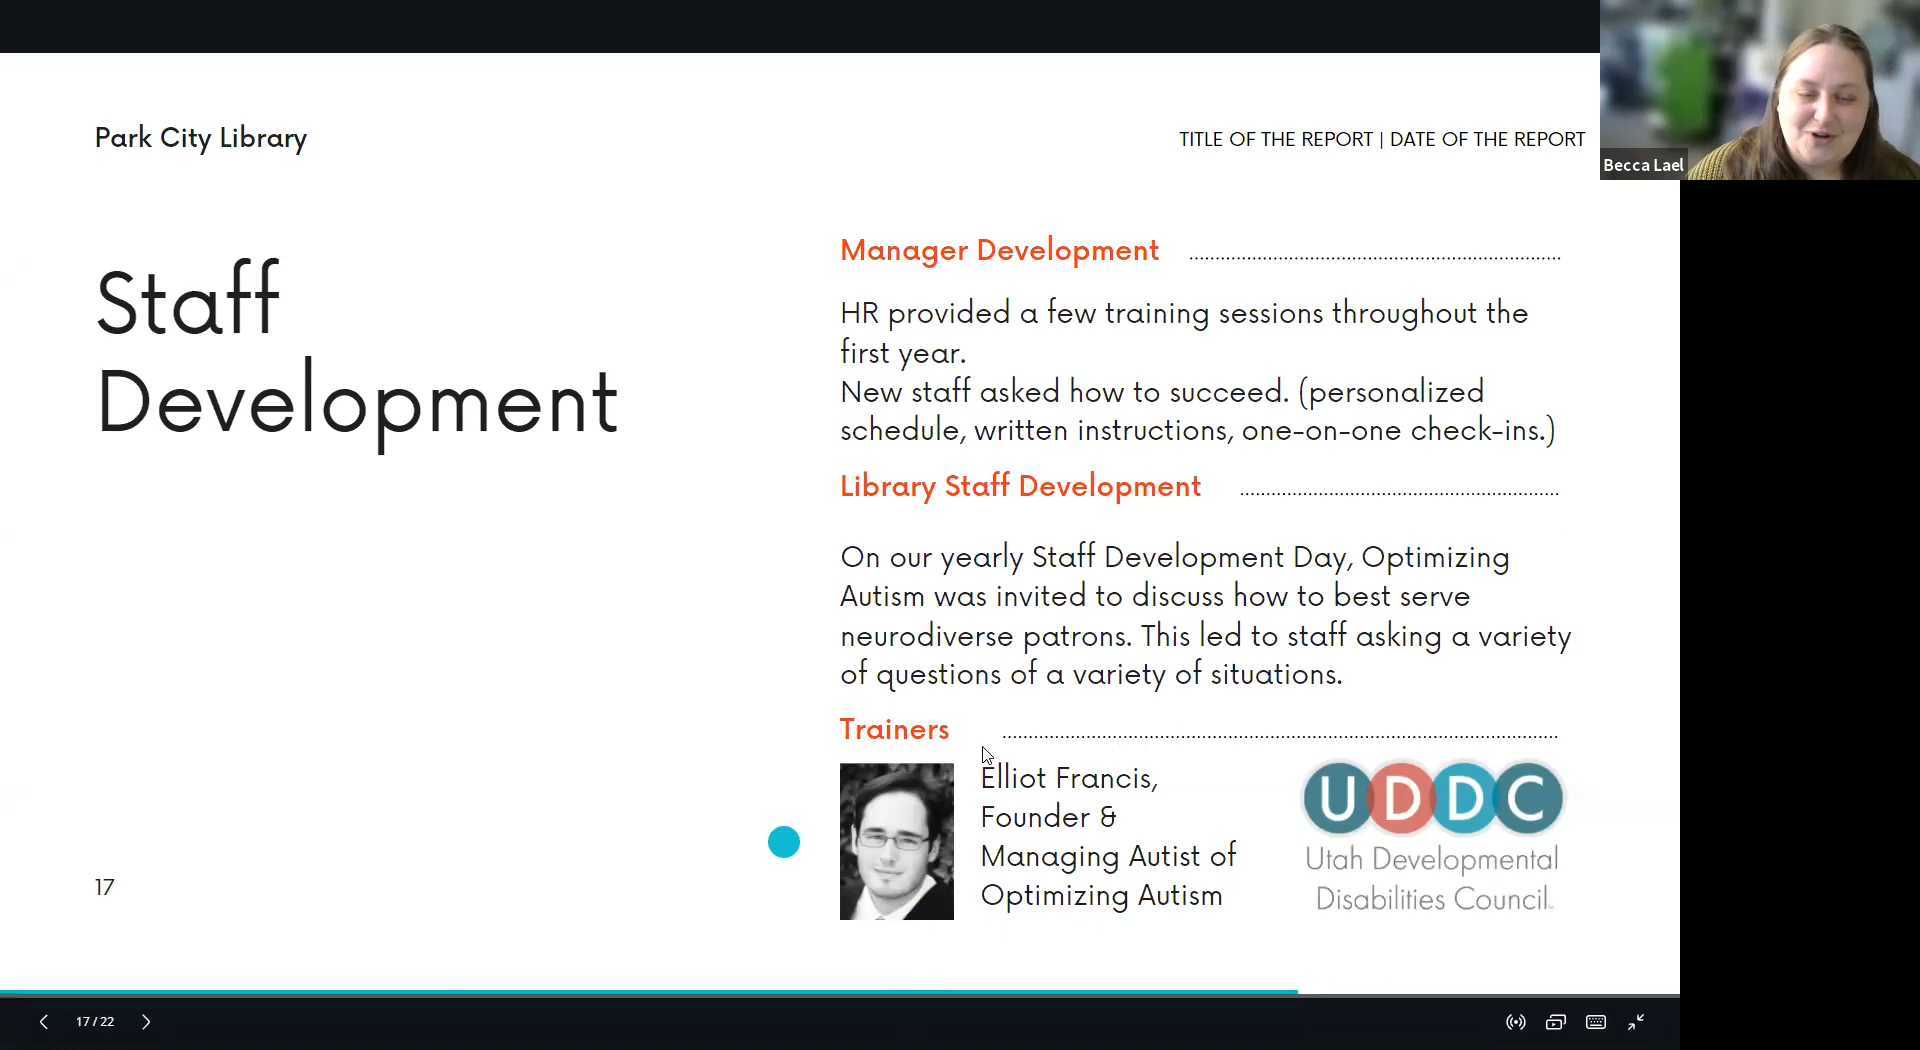 Park City Library
TITLE OF THE REPORT | DATE OF THE REPORT
Becca Lael
Staff
Development
Manager Development
HR provided a few training sessions throughout the
first year.
New staff asked how to succeed. (personalized
schedule, written instructions, one-on-one check-ins.)
Library Staff Development
On our yearly Staff Development Day, Optimizing
Autism was invited to discuss how to best serve
neurodiverse patrons. This led to staff asking a variety
of questions of a variety of situations.
Trainers
Elliot Francis,
Founder &
Managing Autist of
Optimizing Autism
UDDC
Utah Developmental
Disabilities Council
17
17 / 22